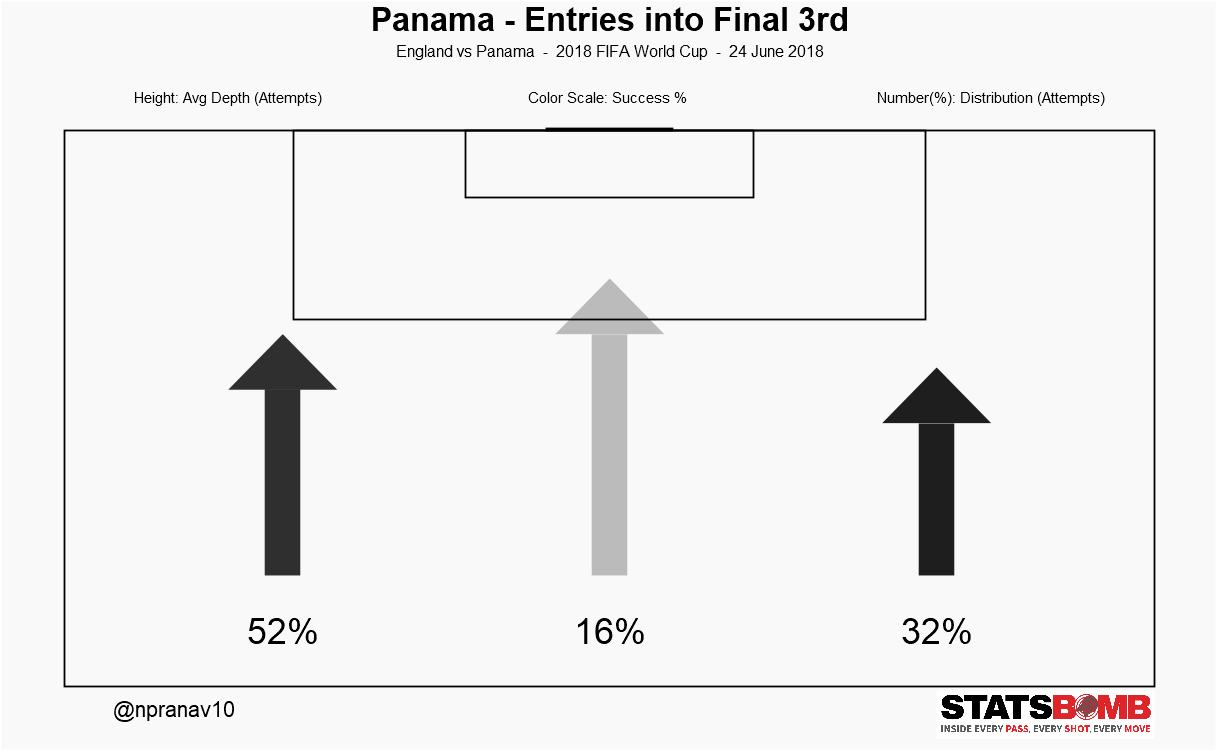 Panama - Entries into Final 3rd
England vs Panama - 2018 FIFA World Cup - 24 June 2018
Height: Avg Depth (Attempts) Color Scale: Success % Number(%): Distribution (Attempts)
52% 16% 32%
@npranav10
STATSBOMB
INSIDE EVERY PASS, EVERY SHOT, EVERY MOVE